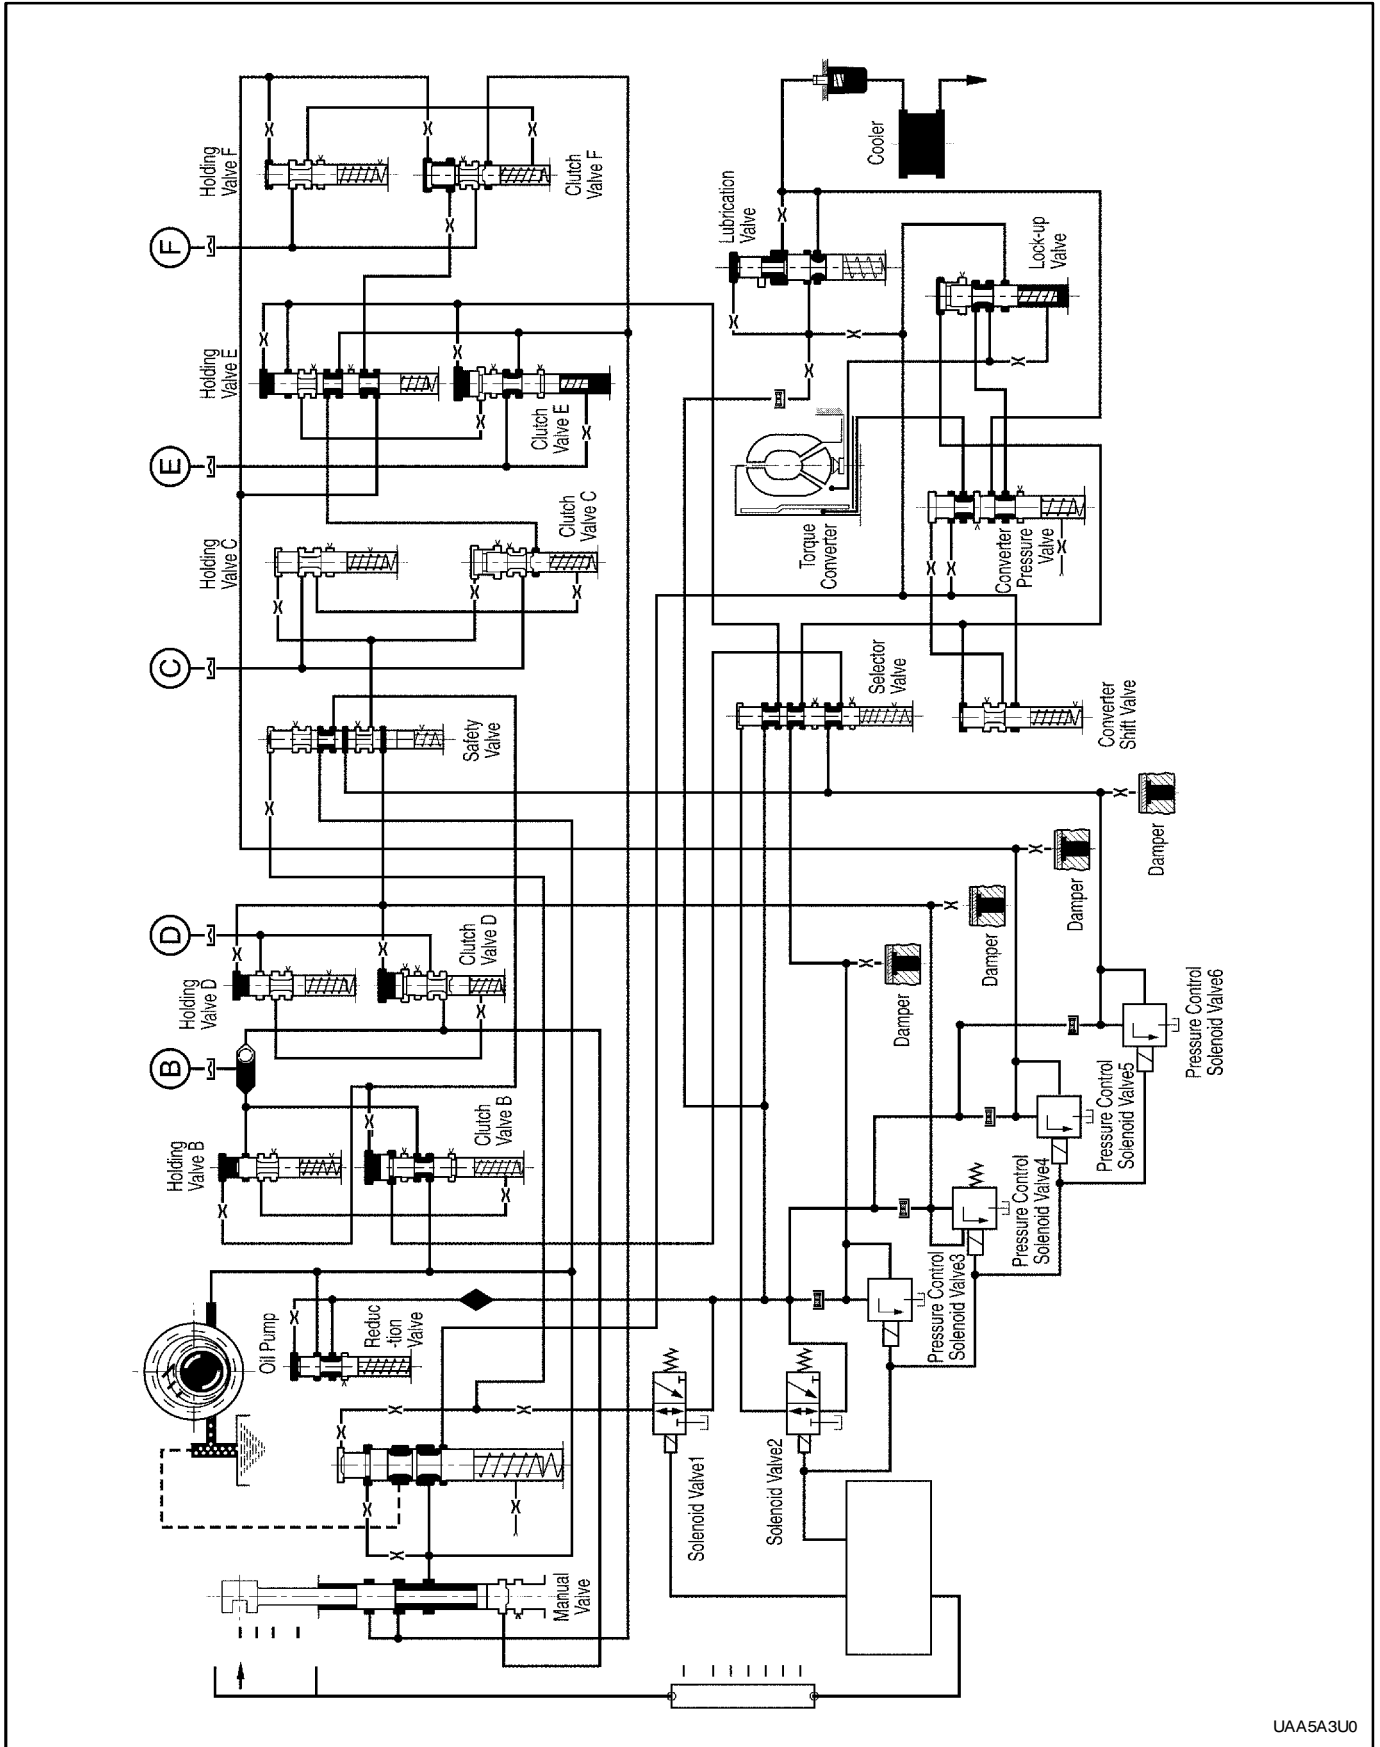 F
Holding
Valve F
Clutch
Valve F
E
Holding
Valve E
Clutch
Valve E
C
Holding
Valve C
Clutch
Valve C
Safety
Valve
D
Holding
Valve D
Clutch
Valve D
B
Holding
Valve B
Clutch
Valve B
Oil Pump
Reduc
-tion
Valve
Manual
Valve
Cooler
Lubrication
Valve
Lock-up
Valve
Torque
Converter
Converter
Pressure
Valve
Selector
Valve
Converter
Shift Valve
Damper
Damper
Damper
Damper
Solenoid Valve1
Solenoid Valve2
Pressure Control
Solenoid Valve3
Pressure Control
Solenoid Valve4
Pressure Control
Solenoid Valve5
Pressure Control
Solenoid Valve6
UAA5A3U0